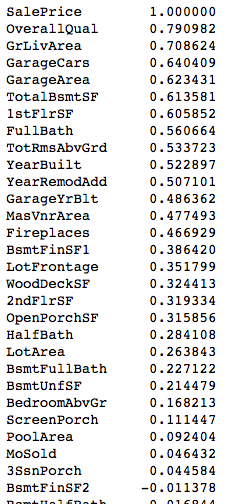 SalePrice 1.000000
OverallQual 0.790982
GrLivArea 0.708624
GarageCars 0.640409
GarageArea 0.623431
TotalBsmtSF 0.613581
1stFlrSF 0.605852
FullBath 0.560664
TotRmsAbvGrd 0.533723
YearBuilt 0.522897
YearRemodAdd 0.507101
GarageYrBlt 0.486362
MasVnrArea 0.477493
Fireplaces 0.466929
BsmtFinSF1 0.386420
LotFrontage 0.351799
WoodDeckSF 0.324413
2ndFlrSF 0.319334
OpenPorchSF 0.315856
HalfBath 0.284108
LotArea 0.263843
BsmtFullBath 0.227122
BsmtUnfSF 0.214479
BedroomAbvGr 0.168213
ScreenPorch 0.111447
PoolArea 0.092404
MoSold 0.046432
3SsnPorch 0.044584
BsmtFinSF2 -0.011378
BsmtHalfBath -0.016844